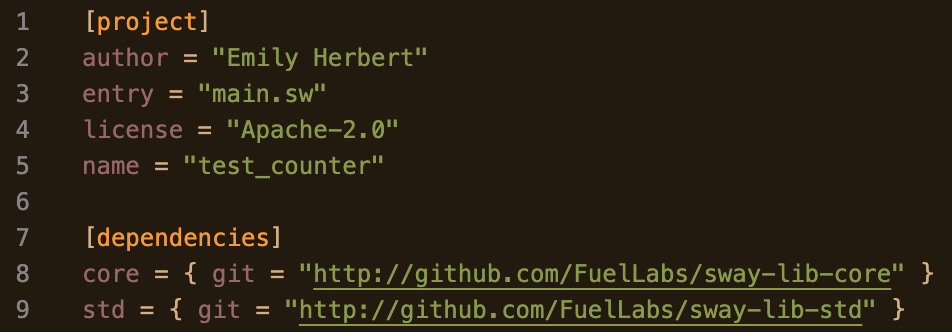 1 [project]
2 author = "Emily Herbert"
3 entry = "main.sw"
4 license = "Apache-2.0"
5 name = "test_counter"
6
7 [dependencies]
8 core = { git = "http://github.com/FuelLabs/sway-lib-core" }
9 std = { git = "http://github.com/FuelLabs/sway-lib-std" }